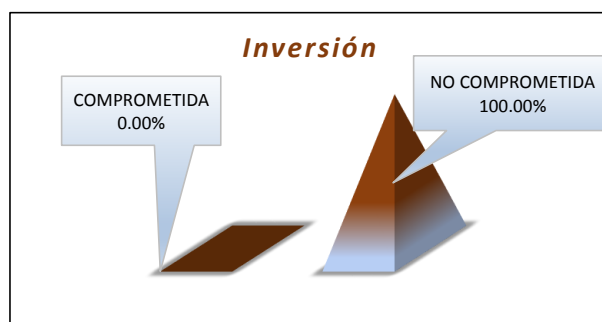 Inversión
COMPROMETIDA
0.00%
NO COMPROMETIDA
100.00%